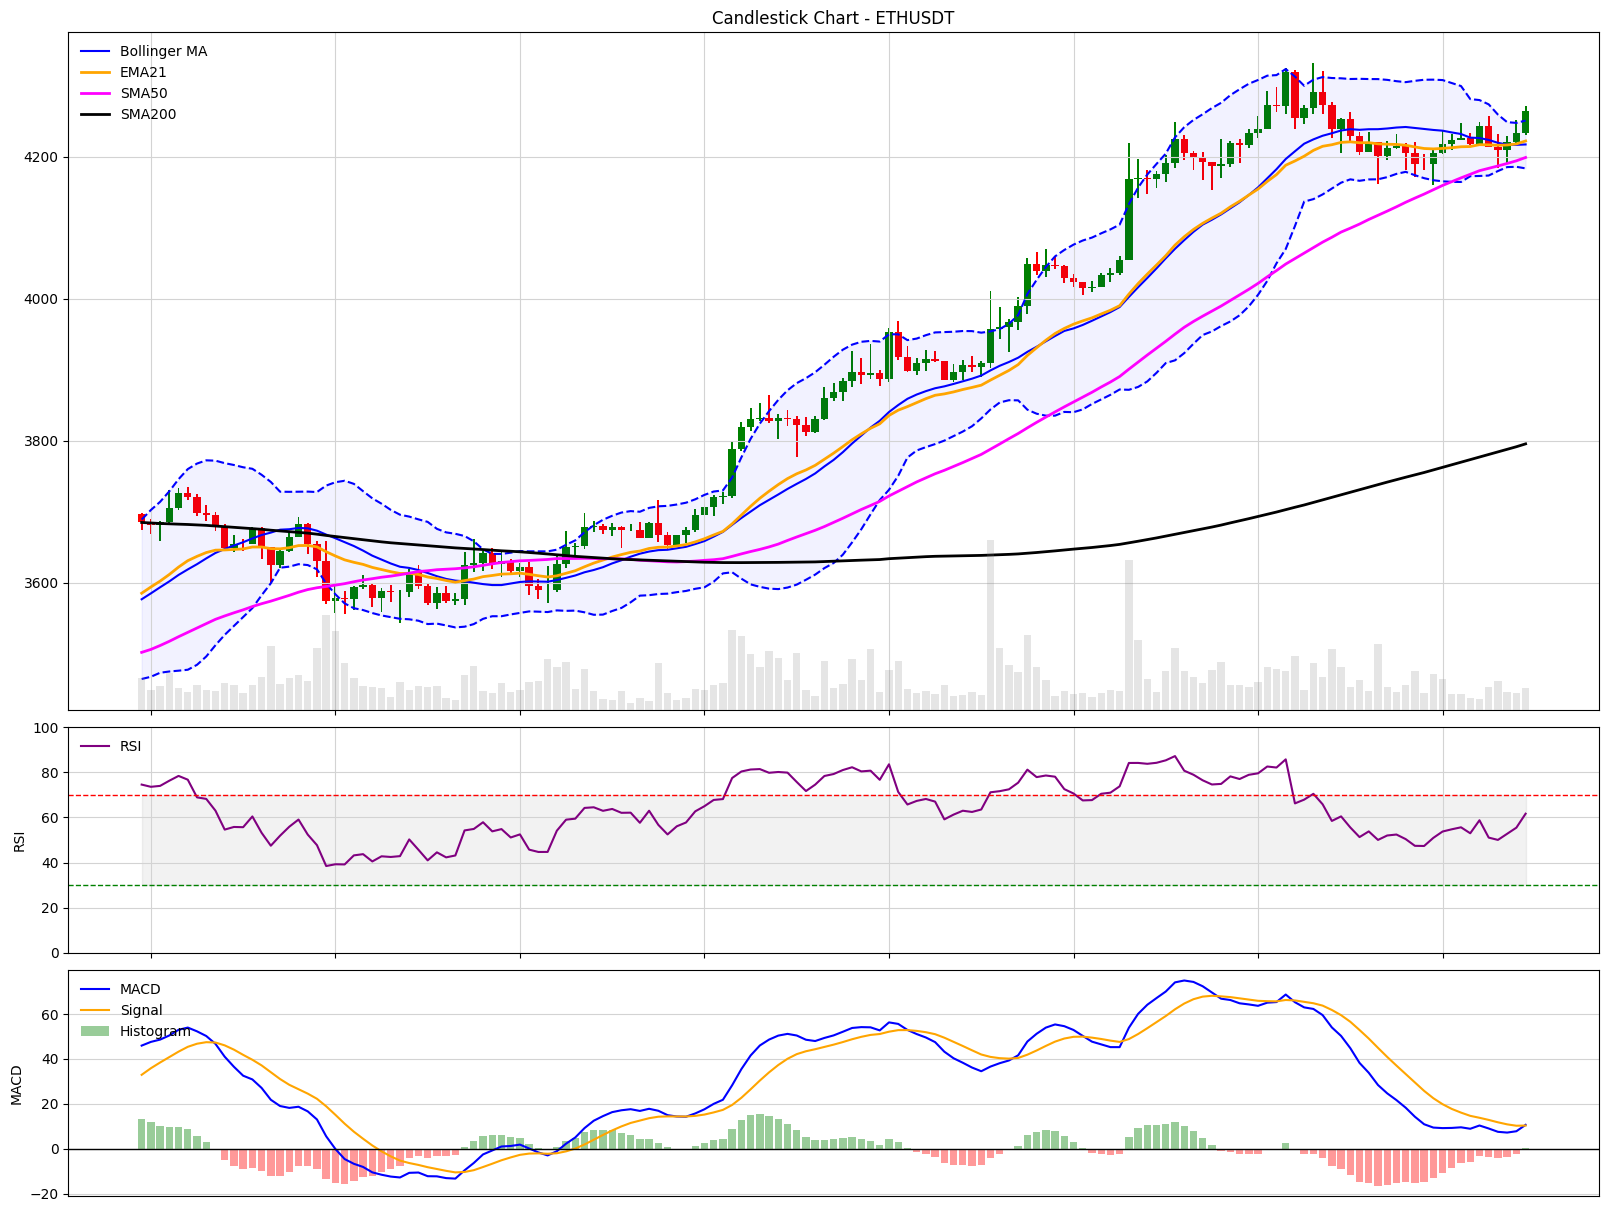 Candlestick Chart - ETHUSDT
Bollinger MA
EMA21
SMA50
SMA200
4200
4000
3800
3600
RSI
100
80
60
40
20
0
RSI
MACD
Signal
Histogram
60
40
20
0
−20
MACD